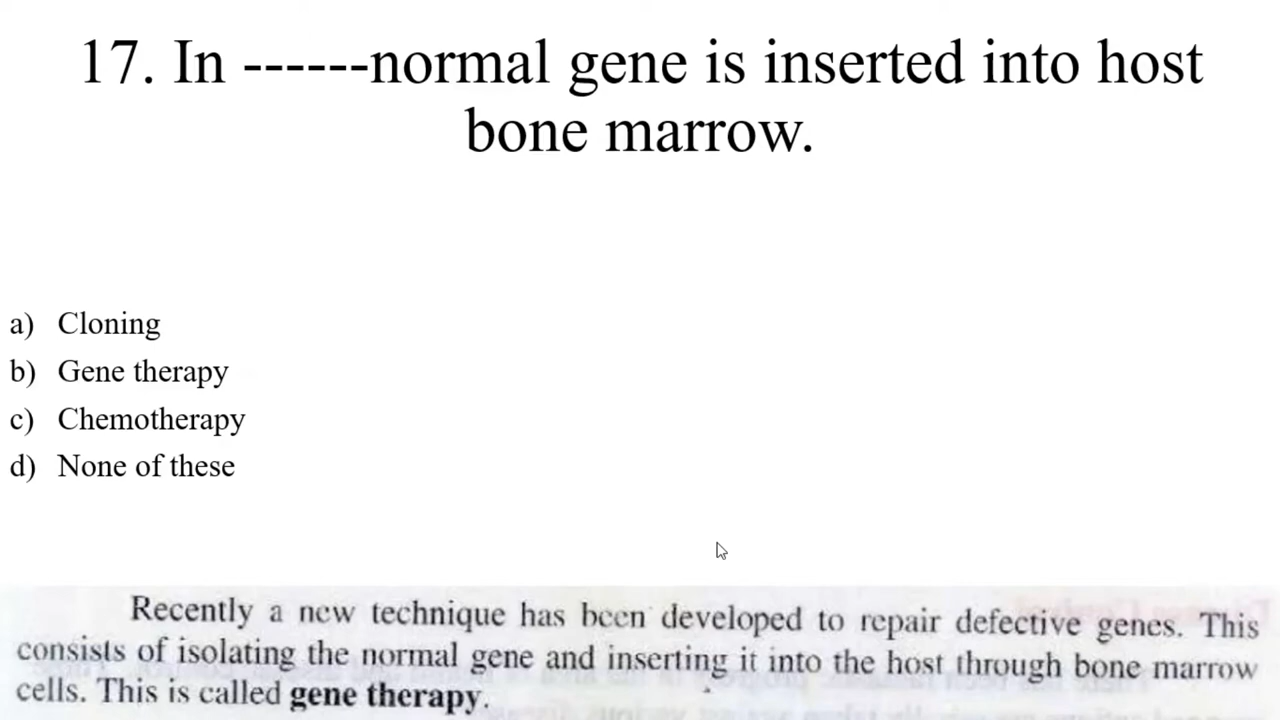 17. In ------normal gene is inserted into host
bone marrow.
a) Cloning
b) Gene therapy
c) Chemotherapy
d) None of these
Recently a new technique has been developed to repair defective genes. This
consists of isolating the normal gene and inserting it into the host through bone marrow
cells. This is called gene therapy.